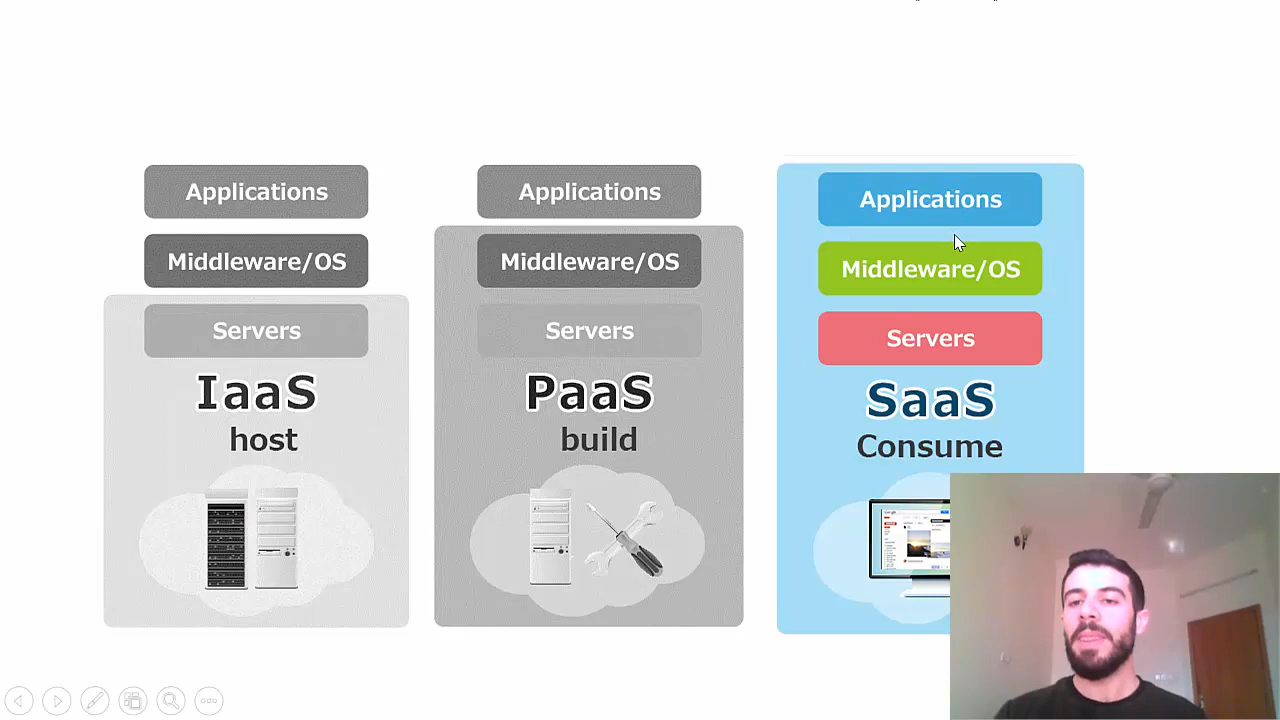 Applications
Middleware/OS
Servers
IaaS
host
Applications
Middleware/OS
Servers
PaaS
build
Applications
Middleware/OS
Servers
SaaS
Consume